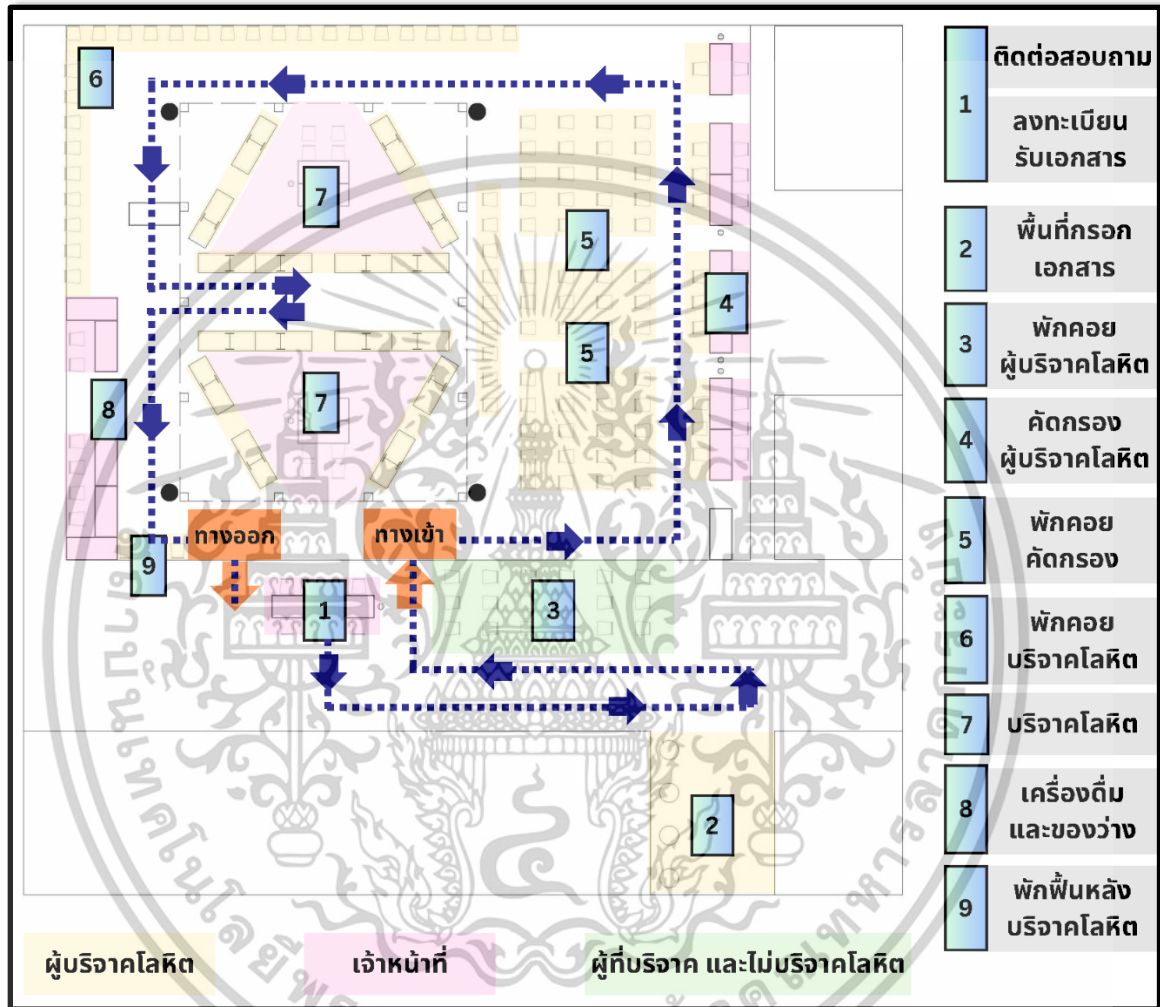 6
7
5
4
5
7
8
ทางออก
ทางเข้า
9
1
3
2
1
ติดต่อสอบถาม
ลงทะเบียน
รับเอกสาร
2
พื้นที่กรอก
เอกสาร
3
พักคอย
ผู้บริจาคโลหิต
4
คัดกรอง
ผู้บริจาคโลหิต
5
พักคอย
คัดกรอง
6
พักคอย
บริจาคโลหิต
7
บริจาคโลหิต
8
เครื่องดื่ม
และของว่าง
9
พักฟื้นหลัง
บริจาคโลหิต
ผู้บริจาคโลหิต
เจ้าหน้าที่
ผู้ที่บริจาค และไม่บริจาคโลหิต